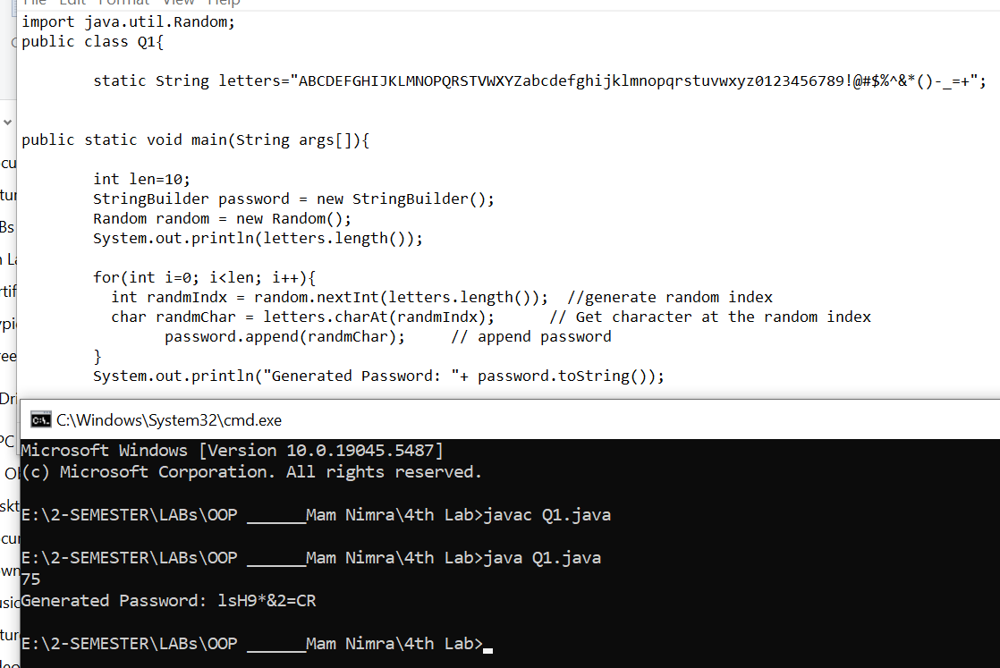 File Edit Format View Help
import java.util.Random;
public class Q1{
static String letters="ABCDEFGHIJKLMNOPQRSTVWXYZabcdefghijklmnopqrstuvwxyz0123456789!@#$%^&*()-_=+";
public static void main(String args[]){
int len=10;
StringBuilder password = new StringBuilder();
Random random = new Random();
System.out.println(letters.length());
for(int i=0; i<len; i++){
int randmIndx = random.nextInt(letters.length()); //generate random index
char randmChar = letters.charAt(randmIndx); // Get character at the random index
password.append(randmChar); // append password
}
System.out.println("Generated Password: "+ password.toString());
C:\Windows\System32\cmd.exe
Microsoft Windows [Version 10.0.19045.5487]
(c) Microsoft Corporation. All rights reserved.
E:\2-SEMESTER\LABs\OOP ______Mam Nimra\4th Lab>javac Q1.java
E:\2-SEMESTER\LABs\OOP ______Mam Nimra\4th Lab>java Q1.java
75
Generated Password: lsH9*&2=CR
E:\2-SEMESTER\LABs\OOP ______Mam Nimra\4th Lab>